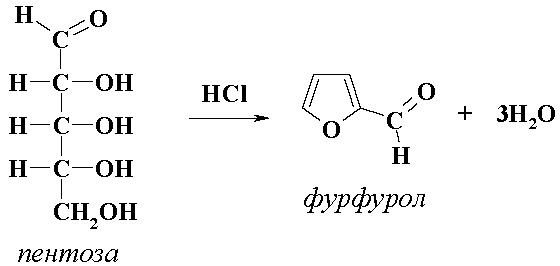 H O
C
H C OH
H C OH
H C OH
CH₂OH
пентоза
HCl
O
C
O
H
фурфурол
+ 3H₂O